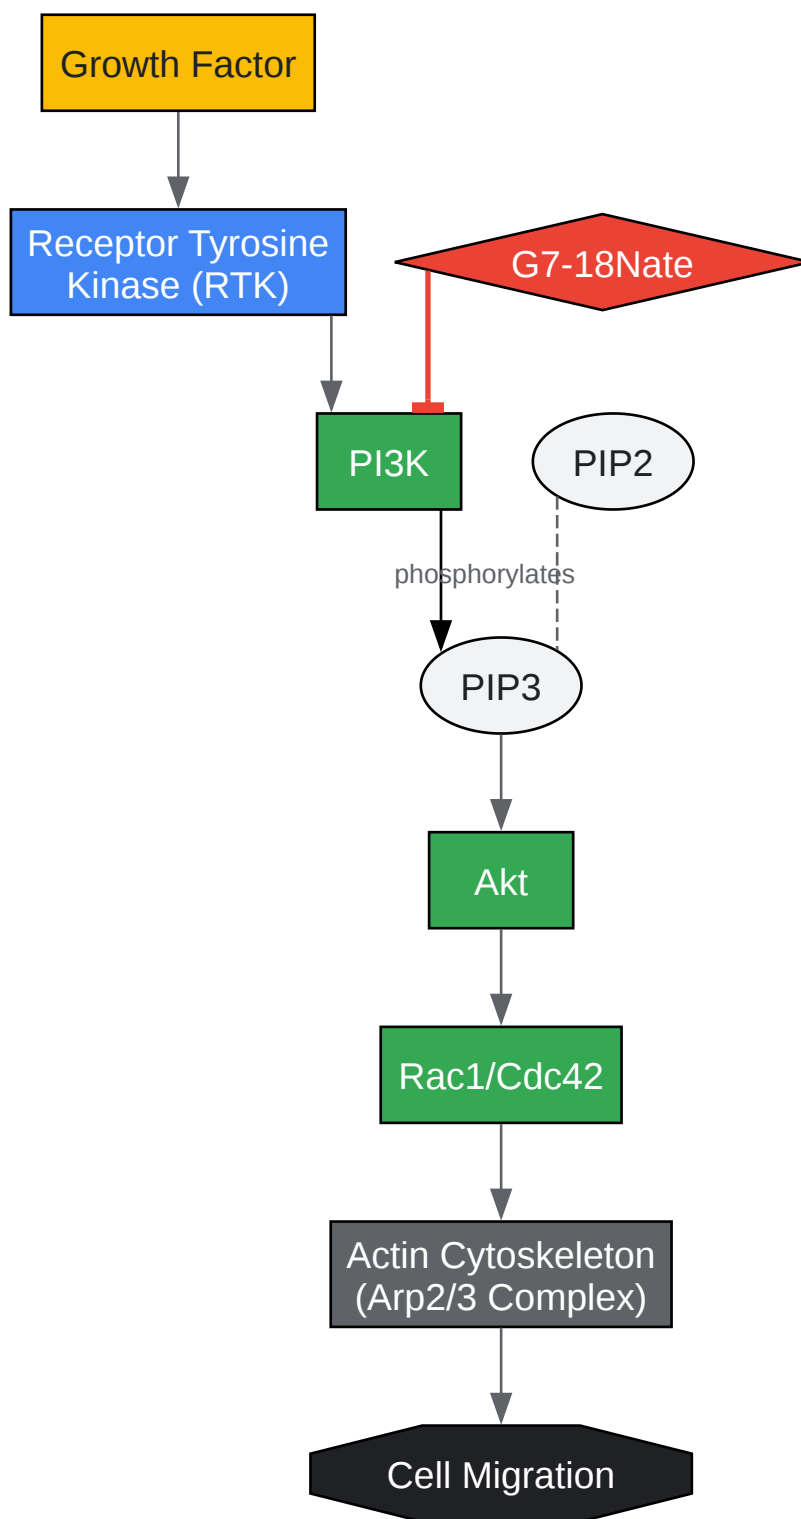 Growth Factor
Receptor Tyrosine
Kinase (RTK)
G7-18Nate
PI3K
PIP2
phosphorylates
PIP3
Akt
Rac1/Cdc42
Actin Cytoskeleton
(Arp2/3 Complex)
Cell Migration